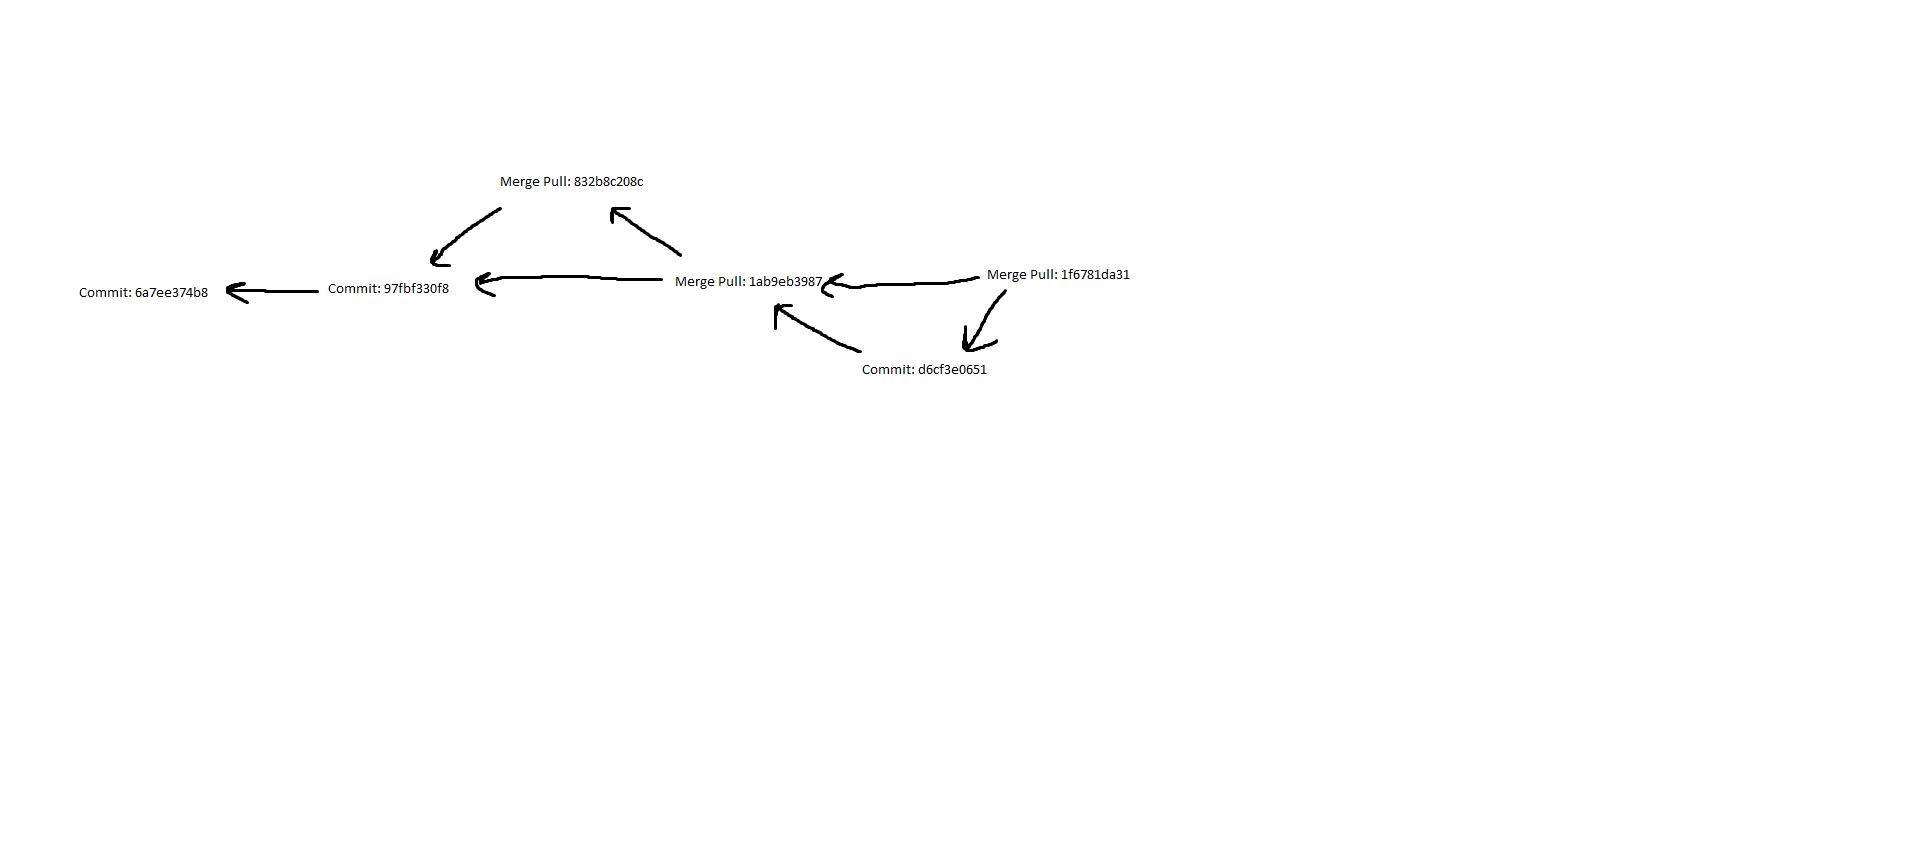 Merge Pull: 832b8c208c
Commit: 6a7ee374b8
Commit: 97fbf330f8
Merge Pull: 1ab9eb3987
Merge Pull: 1f6781da31
Commit: d6cf3e0651